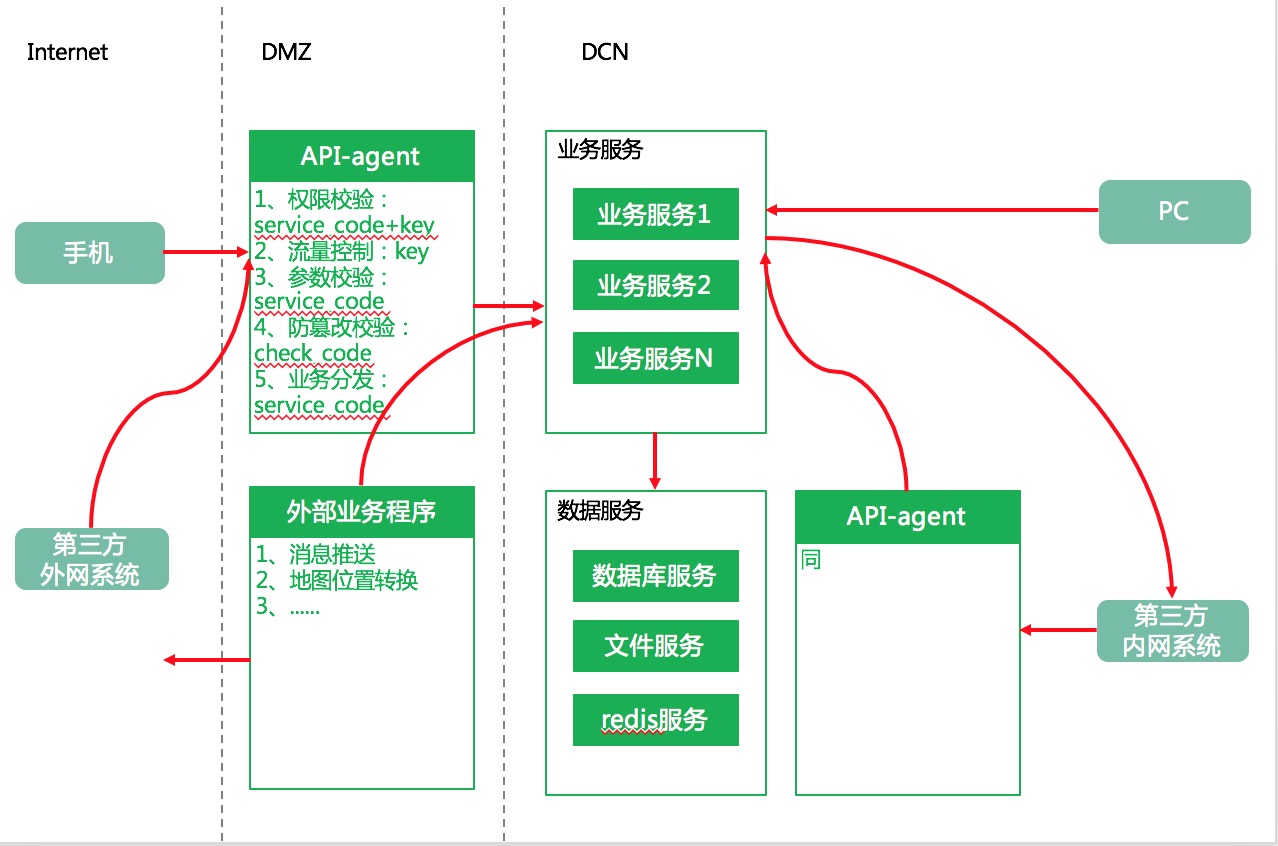 Internet
DMZ
DCN
手机
第三方
外网系统
API-agent
1、权限校验：
service_code+key
2、流量控制：key
3、参数校验：
service_code
4、防篡改校验：
check_code
5、业务分发：
service_code
外部业务程序
1、消息推送
2、地图位置转换
3、......
业务服务
业务服务1
业务服务2
业务服务N
数据服务
数据库服务
文件服务
redis服务
API-agent
同
PC
第三方
内网系统